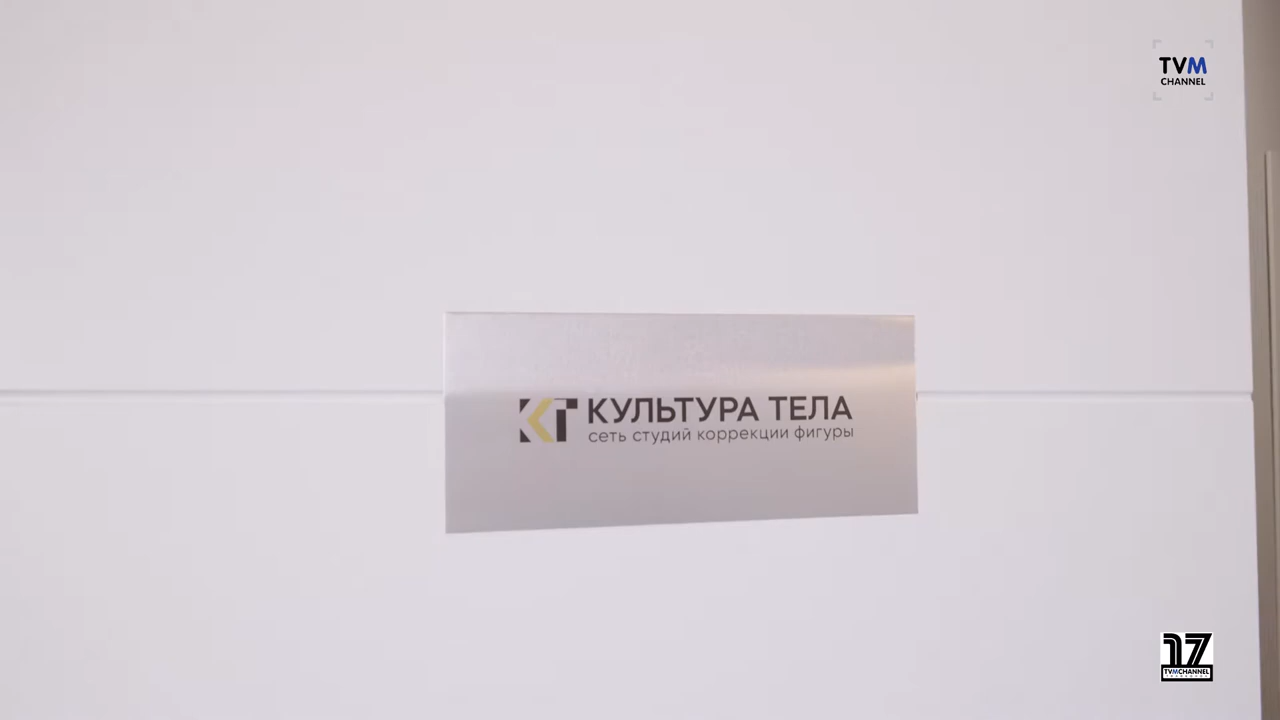 TVM
CHANNEL
КТ КУЛЬТУРА ТЕЛА
сеть студий коррекции фигуры
17
TVMCHANNEL